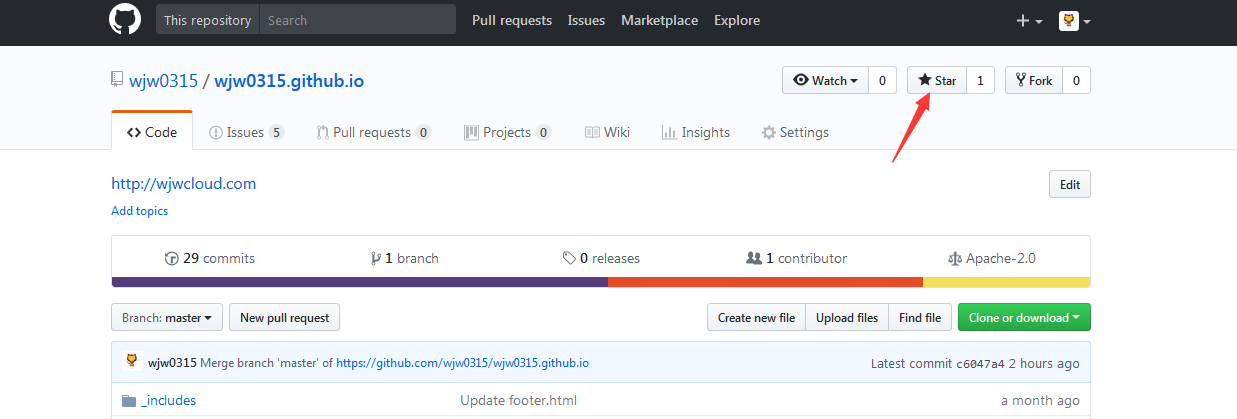 This repository Search Pull requests Issues Marketplace Explore
wjw0315 / wjw0315.github.io Watch 0 Star 1 Fork 0
Code Issues 5 Pull requests 0 Projects 0 Wiki Insights Settings
http://wjwcloud.com Edit
Add topics
29 commits 1 branch 0 releases 1 contributor Apache-2.0
Branch: master New pull request Create new file Upload files Find file Clone or download
wjw0315 Merge branch 'master' of https://github.com/wjw0315/wjw0315.github.io Latest commit c6047a4 2 hours ago
_includes Update footer.html a month ago